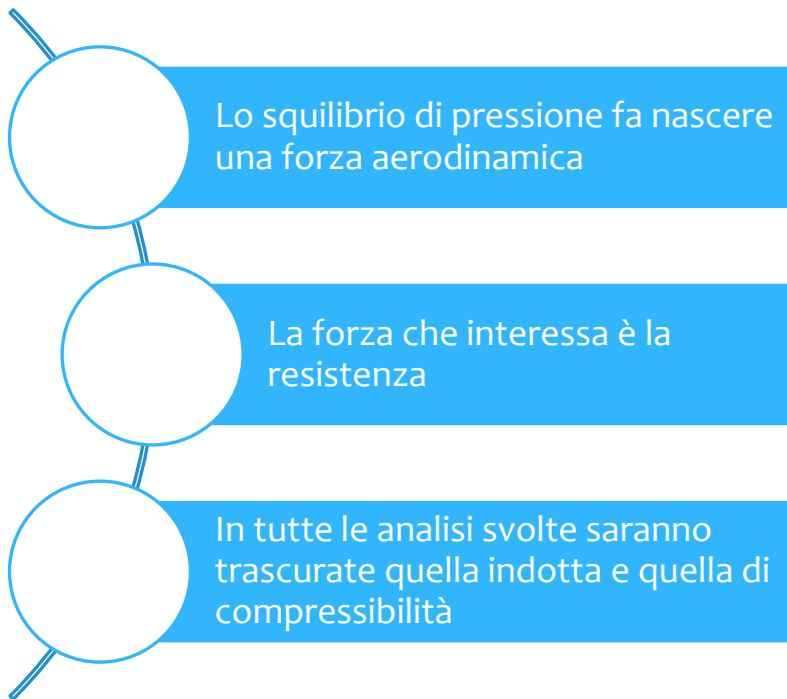 Lo squilibrio di pressione fa nascere
una forza aerodinamica
La forza che interessa è la
resistenza
In tutte le analisi svolte saranno
trascurate quella indotta e quella di
compressibilità